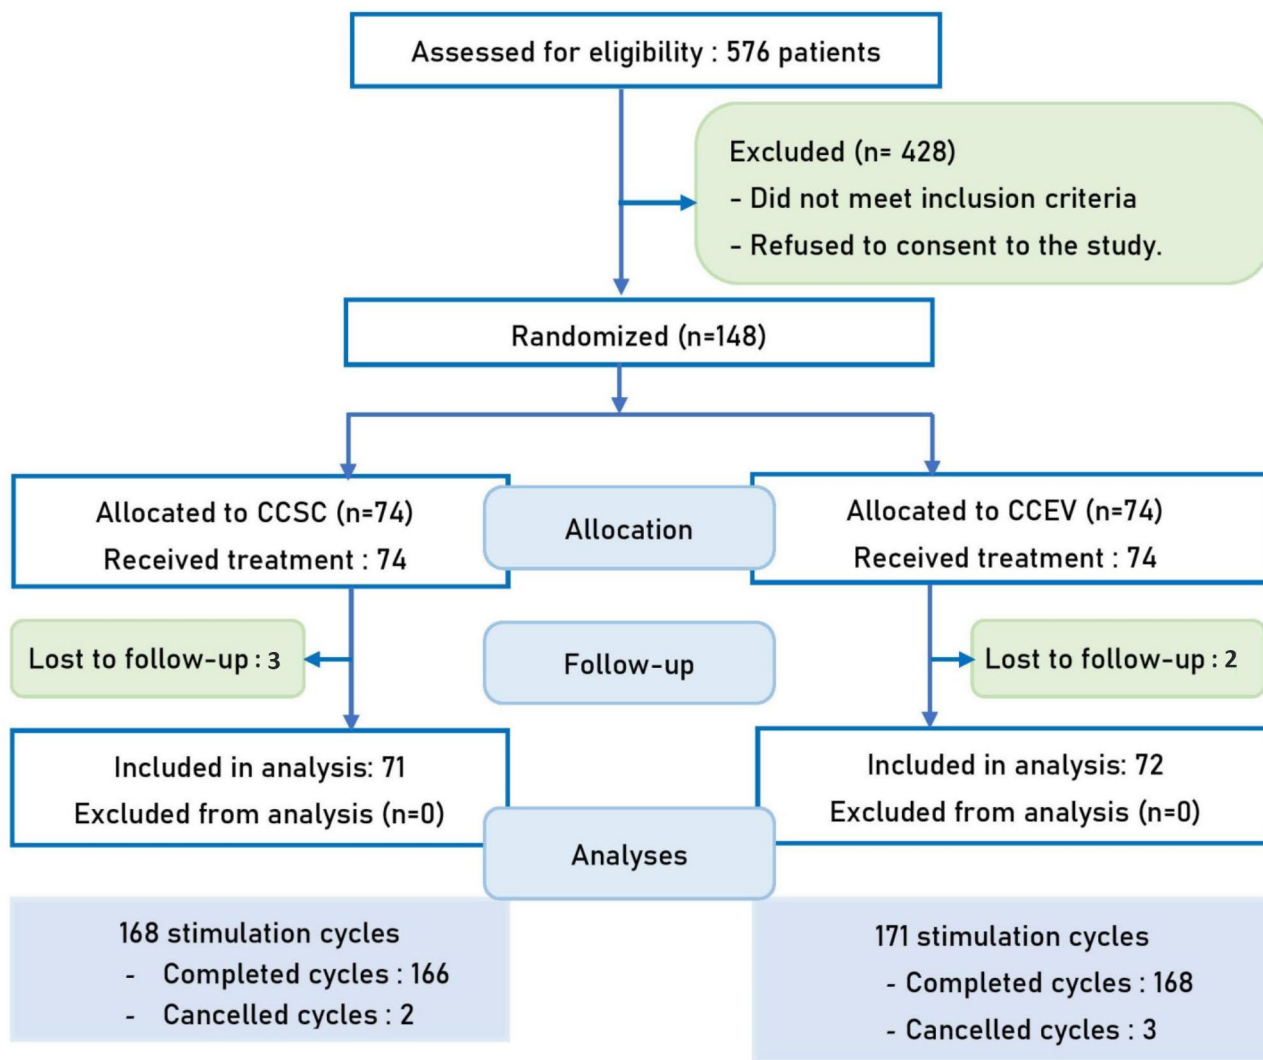 Assessed for eligibility : 576 patients
Excluded (n= 428)
- Did not meet inclusion criteria
- Refused to consent to the study.
Randomized (n=148)
Allocated to CCSC (n=74)
Received treatment : 74
Allocation
Allocated to CCEV (n=74)
Received treatment : 74
Lost to follow-up : 3
Follow-up
Lost to follow-up : 2
Included in analysis: 71
Excluded from analysis (n=0)
Analyses
Included in analysis: 72
Excluded from analysis (n=0)
168 stimulation cycles
- Completed cycles : 166
- Cancelled cycles : 2
171 stimulation cycles
- Completed cycles : 168
- Cancelled cycles : 3